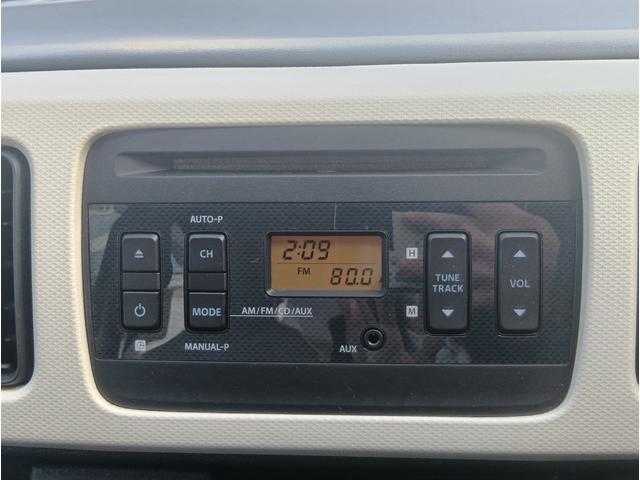 AUTO-P
CH
MODE
MANUAL-P
2:09
FM
80.0
AM/FM/CD/AUX
AUX
H
M
TUNE
TRACK
VOL